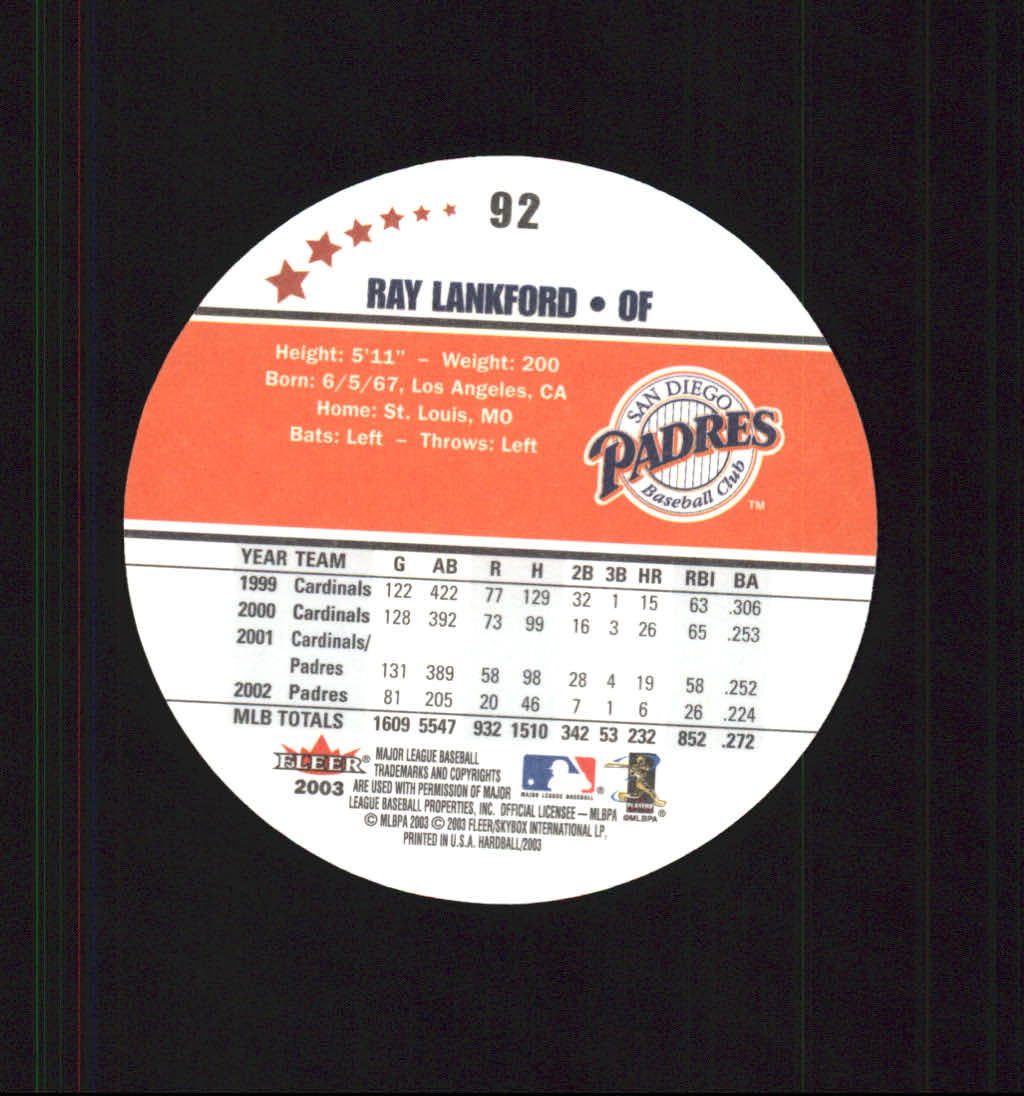 92
RAY LANKFORD • OF
Height: 5'11" – Weight: 200
Born: 6/5/67, Los Angeles, CA
Home: St. Louis, MO
Bats: Left – Throws: Left
SAN DIEGO
PADRES
Baseball Club
TM
YEAR TEAM G AB R H 2B 3B HR RBI BA
1999 Cardinals 122 422 77 129 32 1 15 63 .306
2000 Cardinals 128 392 73 99 16 3 26 65 .253
2001 Cardinals/
Padres 131 389 58 98 28 4 19 58 .252
2002 Padres 81 205 20 46 7 1 6 26 .224
MLB TOTALS 1609 5547 932 1510 342 53 232 852 .272
FLEER®
2003
MAJOR LEAGUE BASEBALL
TRADEMARKS AND COPYRIGHTS
ARE USED WITH PERMISSION OF MAJOR
LEAGUE BASEBALL PROPERTIES, INC. OFFICIAL LICENSEE – MLBPA
© MLBPA 2003 © 2003 FLEER/SKYBOX INTERNATIONAL LP.
PRINTED IN U.S.A. HARDBALL/2003
MAJOR LEAGUE BASEBALL ®
PLAYERS
©MLBPA ®